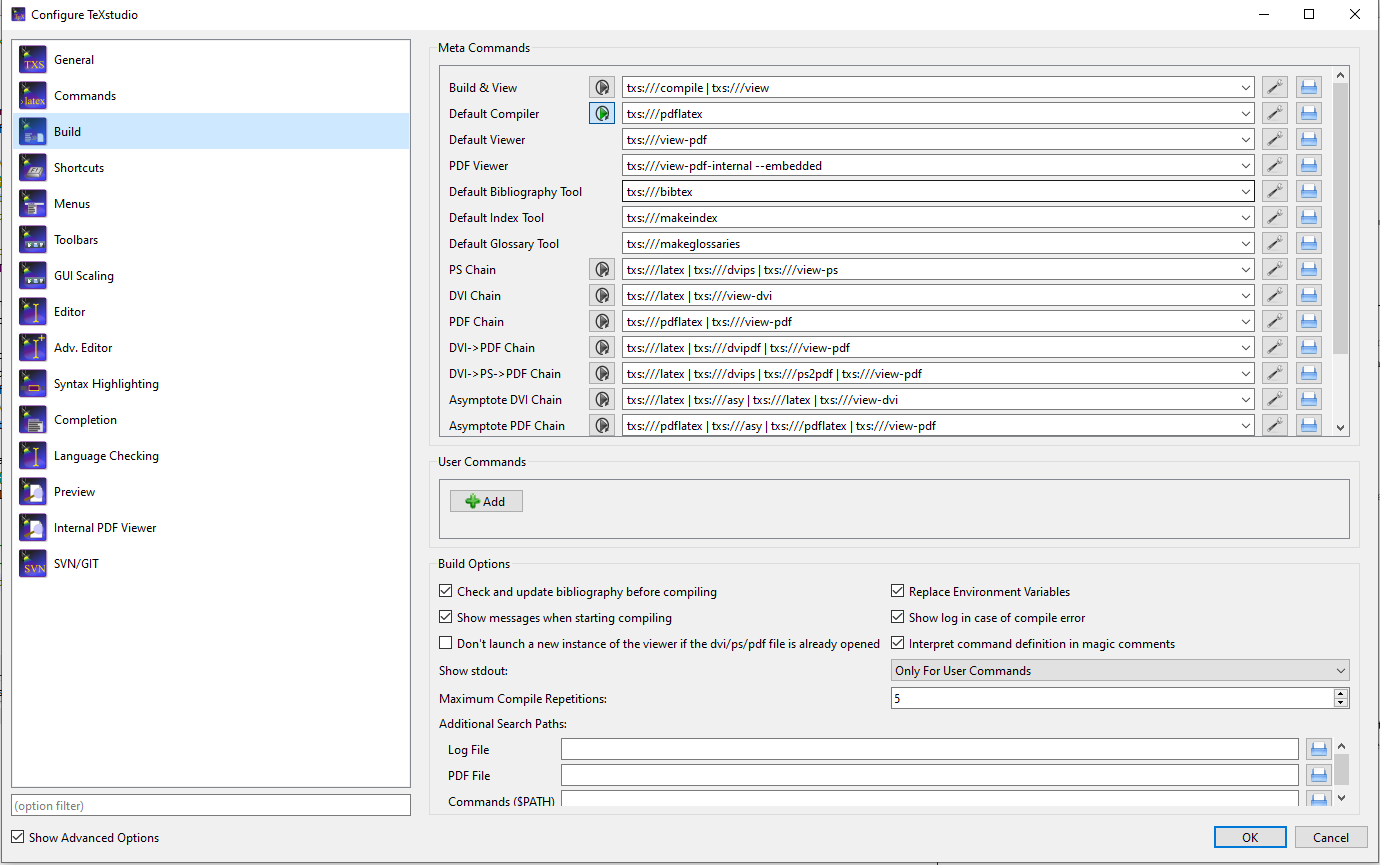 Configure TeXstudio
TXS General
›latex Commands
Build
Shortcuts
Menus
Toolbars
GUI Scaling
Editor
Adv. Editor
Syntax Highlighting
Completion
Language Checking
Preview
Internal PDF Viewer
SVN SVN/GIT
(option filter)
Show Advanced Options
Meta Commands
Build & View txs:///compile | txs:///view
Default Compiler txs:///pdflatex
Default Viewer txs:///view-pdf
PDF Viewer txs:///view-pdf-internal --embedded
Default Bibliography Tool txs:///bibtex
Default Index Tool txs:///makeindex
Default Glossary Tool txs:///makeglossaries
PS Chain txs:///latex | txs:///dvips | txs:///view-ps
DVI Chain txs:///latex | txs:///view-dvi
PDF Chain txs:///pdflatex | txs:///view-pdf
DVI->PDF Chain txs:///latex | txs:///dvipdf | txs:///view-pdf
DVI->PS->PDF Chain txs:///latex | txs:///dvips | txs:///ps2pdf | txs:///view-pdf
Asymptote DVI Chain txs:///latex | txs:///asy | txs:///latex | txs:///view-dvi
Asymptote PDF Chain txs:///pdflatex | txs:///asy | txs:///pdflatex | txs:///view-pdf
User Commands
Add
Build Options
Check and update bibliography before compiling Replace Environment Variables
Show messages when starting compiling Show log in case of compile error
Don't launch a new instance of the viewer if the dvi/ps/pdf file is already opened Interpret command definition in magic comments
Show stdout: Only For User Commands
Maximum Compile Repetitions: 5
Additional Search Paths:
Log File
PDF File
Commands ($PATH)
OK Cancel